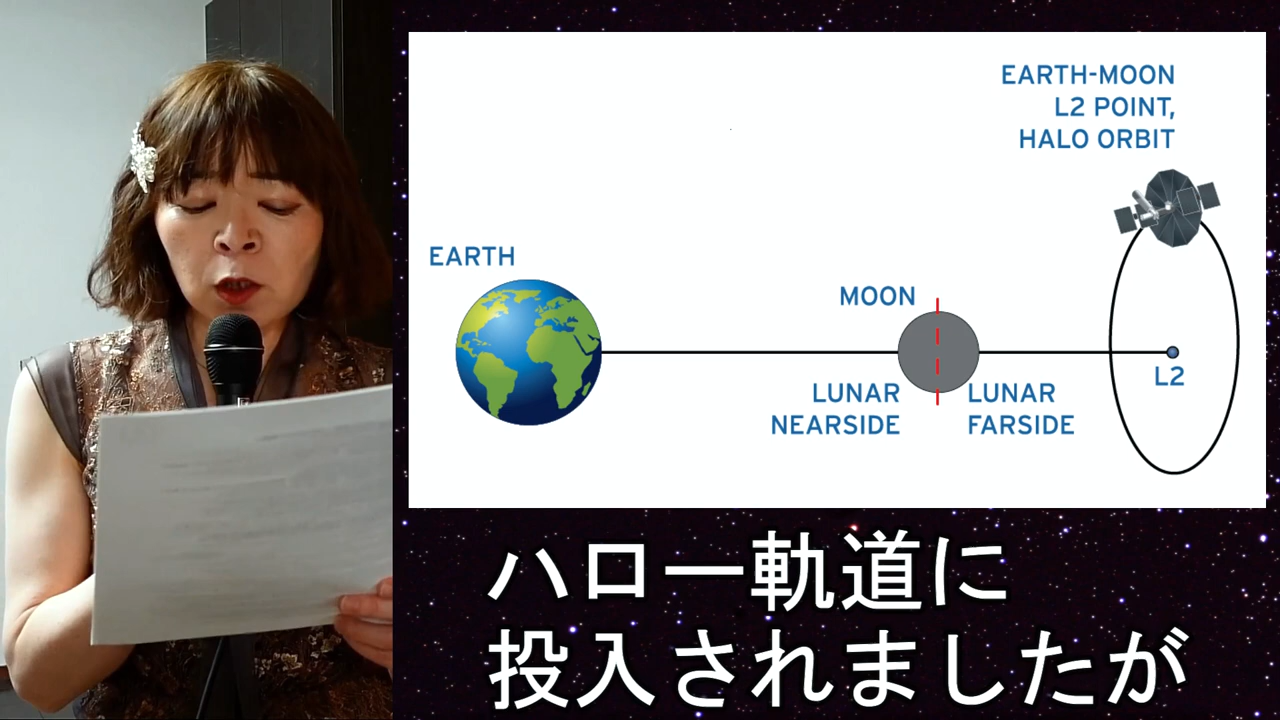 EARTH-MOON
L2 POINT,
HALO ORBIT
EARTH
MOON
LUNAR
NEARSIDE
LUNAR
FARSIDE
L2
ハロー軌道に
投入されましたが